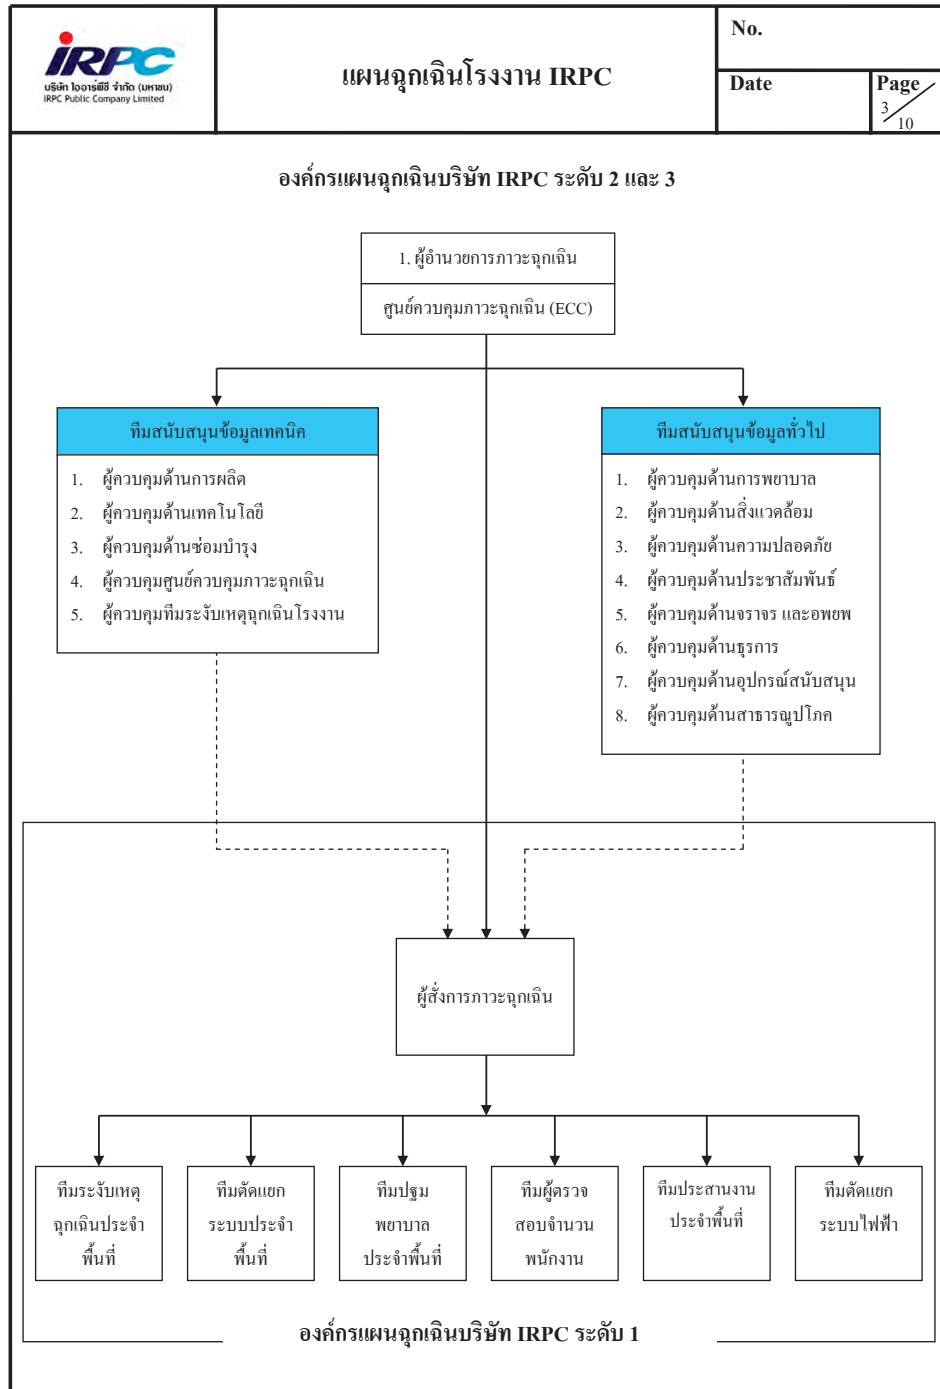 IRPC
บริษัท ไออาร์พีซี จำกัด (มหาชน)
IRPC Public Company Limited
แผนฉุกเฉินโรงงาน IRPC
No.
Date
Page
3
10
องค์กรแผนฉุกเฉินบริษัท IRPC ระดับ 2 และ 3
1. ผู้อำนวยการภาวะฉุกเฉิน
ศูนย์ควบคุมภาวะฉุกเฉิน (ECC)
ทีมสนับสนุนข้อมูลเทคนิค
1. ผู้ควบคุมด้านการผลิต
2. ผู้ควบคุมด้านเทคโนโลยี
3. ผู้ควบคุมด้านซ่อมบำรุง
4. ผู้ควบคุมศูนย์ควบคุมภาวะฉุกเฉิน
5. ผู้ควบคุมทีมระงับเหตุฉุกเฉินโรงงาน
ทีมสนับสนุนข้อมูลทั่วไป
1. ผู้ควบคุมด้านการพยาบาล
2. ผู้ควบคุมด้านสิ่งแวดล้อม
3. ผู้ควบคุมด้านความปลอดภัย
4. ผู้ควบคุมด้านประชาสัมพันธ์
5. ผู้ควบคุมด้านจราจร และอพยพ
6. ผู้ควบคุมด้านธุรการ
7. ผู้ควบคุมด้านอุปกรณ์สนับสนุน
8. ผู้ควบคุมด้านสาธารณูปโภค
ผู้สั่งการภาวะฉุกเฉิน
ทีมระงับเหตุ
ฉุกเฉินประจำ
พื้นที่
ทีมตัดแยก
ระบบประจำ
พื้นที่
ทีมปฐม
พยาบาล
ประจำพื้นที่
ทีมผู้ตรวจ
สอบจำนวน
พนักงาน
ทีมประสานงาน
ประจำพื้นที่
ทีมตัดแยก
ระบบไฟฟ้า
องค์กรแผนฉุกเฉินบริษัท IRPC ระดับ 1